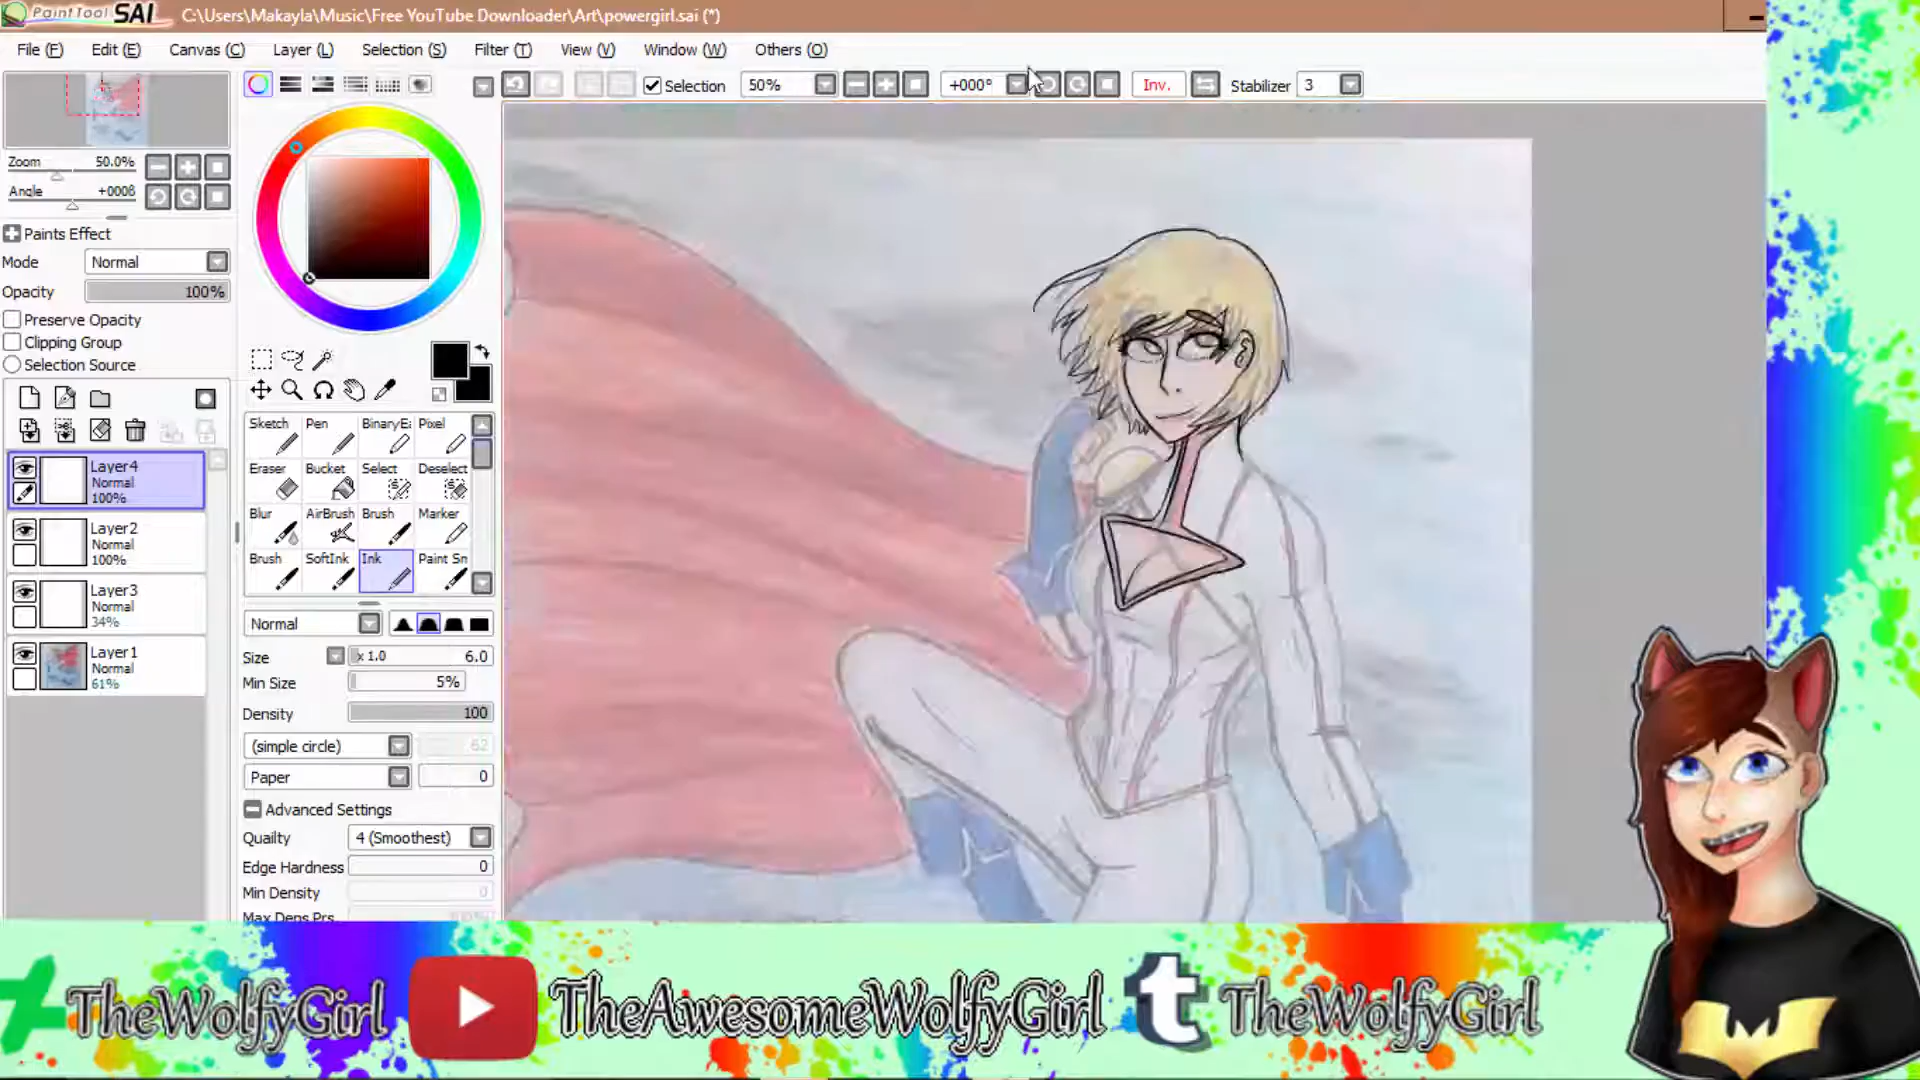 PaintTool SAI C:\Users\Makayla\Music\Free YouTube Downloader\Art\powergirl.sai (*)
File (F) Edit (E) Canvas (C) Layer (L) Selection (S) Filter (T) View (V) Window (W) Others (O)
Selection 50% +000° Inv. Stabilizer 3
Zoom 50.0%
Angle +000ß
Paints Effect
Mode Normal
Opacity 100%
Preserve Opacity
Clipping Group
Selection Source
Layer4
Normal
100%
Layer2
Normal
100%
Layer3
Normal
34%
Layer1
Normal
61%
Sketch Pen BinaryEa Pixel
Eraser Bucket Select Deselect
Blur AirBrush Brush Marker
Brush SoftInk Ink Paint Sm
Normal
Size x 1.0 6.0
Min Size 5%
Density 100
(simple circle) 62
Paper 0
Advanced Settings
Quailty 4 (Smoothest)
Edge Hardness 0
Min Density 0
Max Dens Prs. 100%
TheWolfyGirl TheAwesomeWolfyGirl t TheWolfyGirl